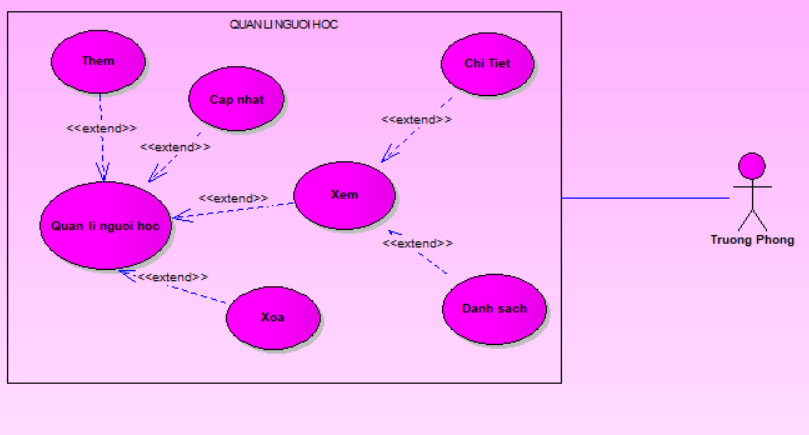 QUAN LI NGUOI HOC
Them
Chi Tiet
Cap nhat
<<extend>>
<<extend>>
<<extend>>
Xem
<<extend>>
Quan li nguoi hoc
Truong Phong
<<extend>>
<<extend>>
Xoa
Danh sach